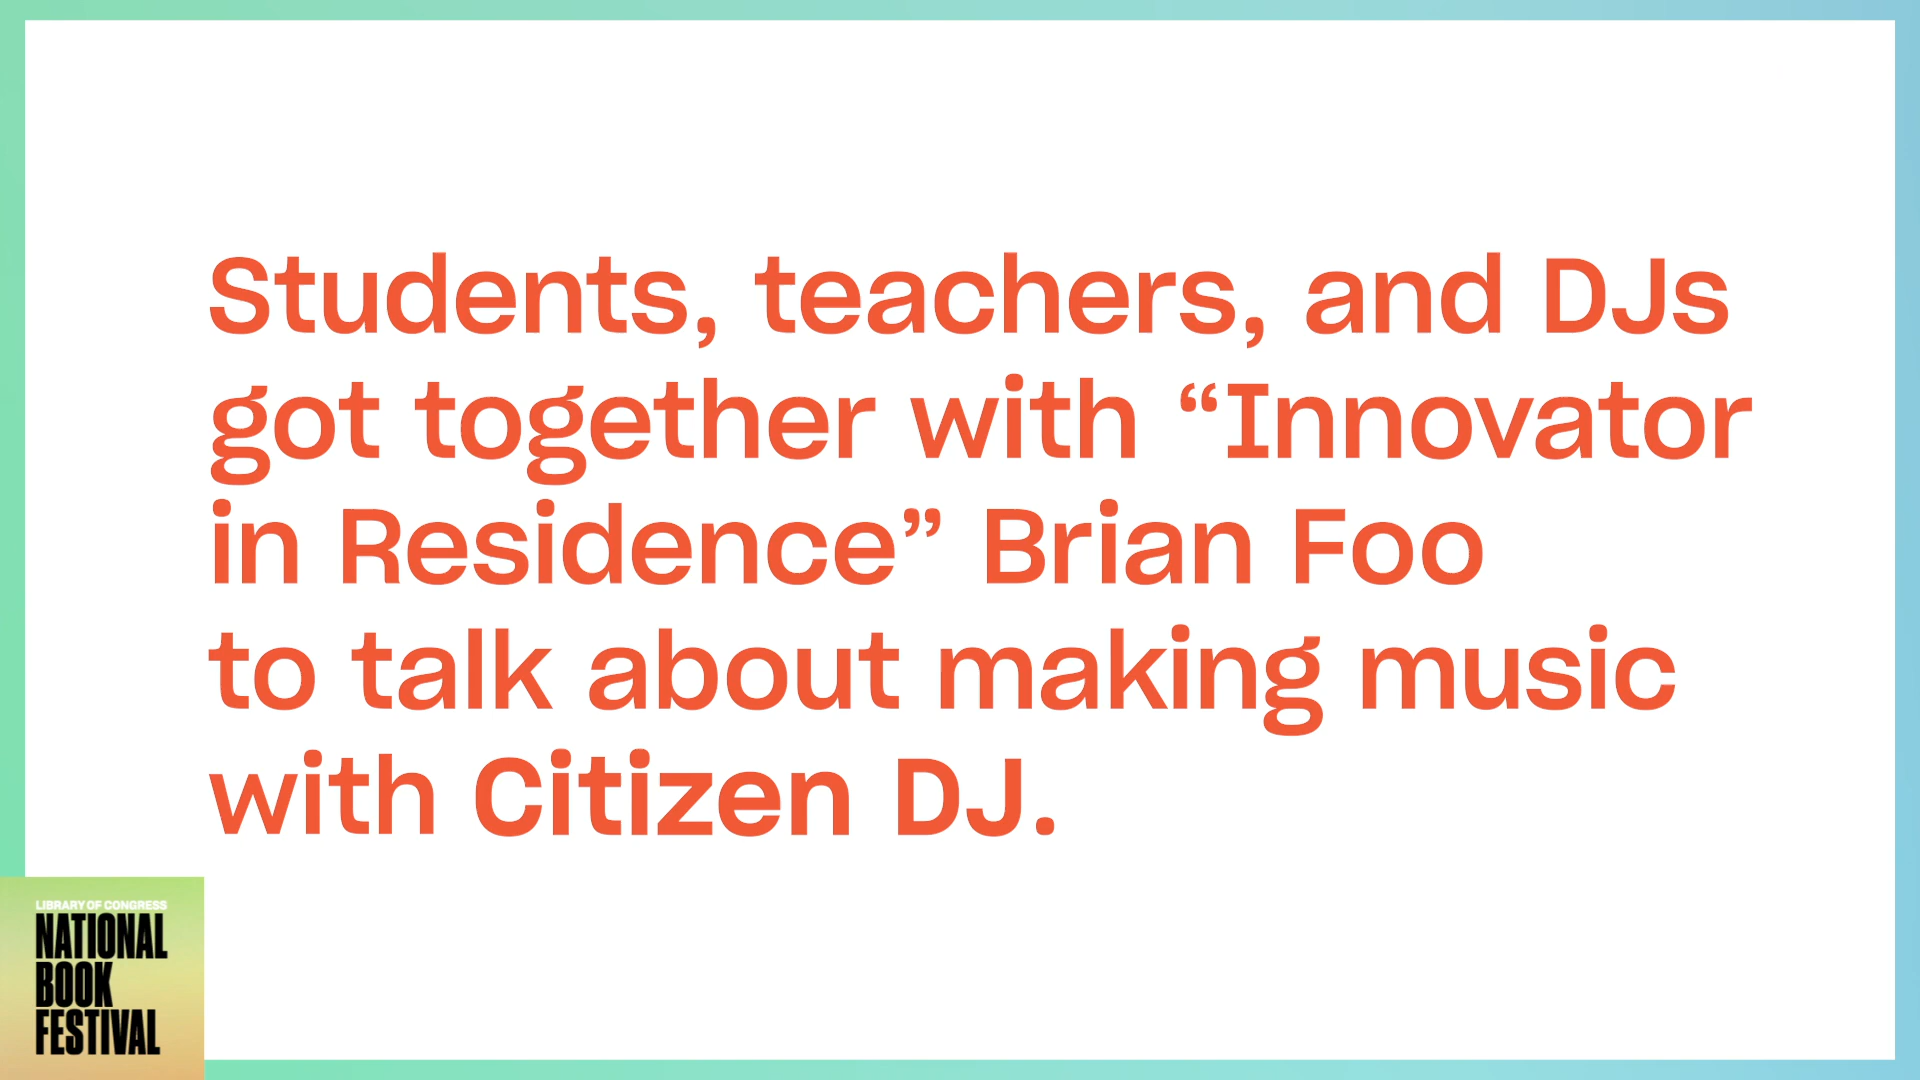 Students, teachers, and DJs
got together with “Innovator
in Residence” Brian Foo
to talk about making music
with Citizen DJ.
LIBRARY OF CONGRESS
NATIONAL
BOOK
FESTIVAL